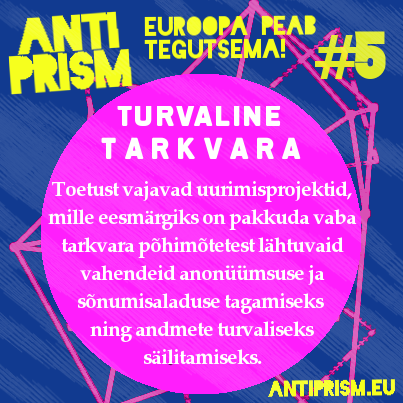 ANTI
PRISM
EUROOPA PEAB
TEGUTSEMA!
#5
TURVALINE
TARKVARA
Toetust vajavad uurimisprojektid,
mille eesmärgiks on pakkuda vaba
tarkvara põhimõtetest lähtuvaid
vahendeid anonüümsuse ja
sõnumisaladuse tagamiseks
ning andmete turvaliseks
säilitamiseks.
ANTIPRISM.EU